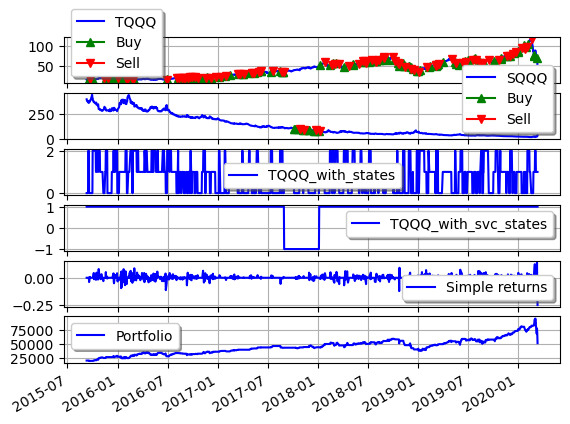 TQQQ
Buy
Sell
100
50
SQQQ
Buy
Sell
250
0
2
0
TQQQ_with_states
1
0
−1
TQQQ_with_svc_states
0.00
−0.25
Simple returns
75000
50000
25000
Portfolio
2015-07
2016-01
2016-07
2017-01
2017-07
2018-01
2018-07
2019-01
2019-07
2020-01